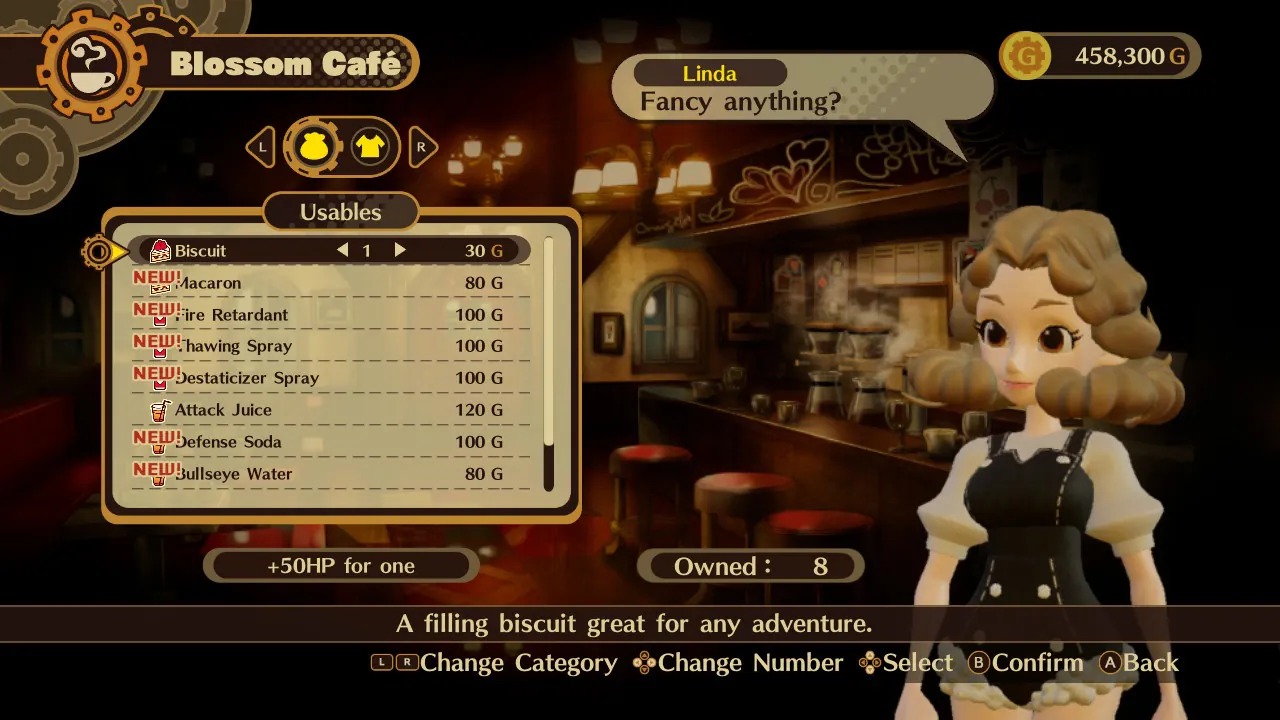 Blossom Café
Linda
Fancy anything?
G 458,300 G
L R
Usables
Biscuit 1 30 G
NEW! Macaron 80 G
NEW! Fire Retardant 100 G
NEW! Thawing Spray 100 G
NEW! Destaticizer Spray 100 G
Attack Juice 120 G
NEW! Defense Soda 100 G
NEW! Bullseye Water 80 G
+50HP for one
Owned : 8
A filling biscuit great for any adventure.
L R Change Category Change Number Select B Confirm A Back